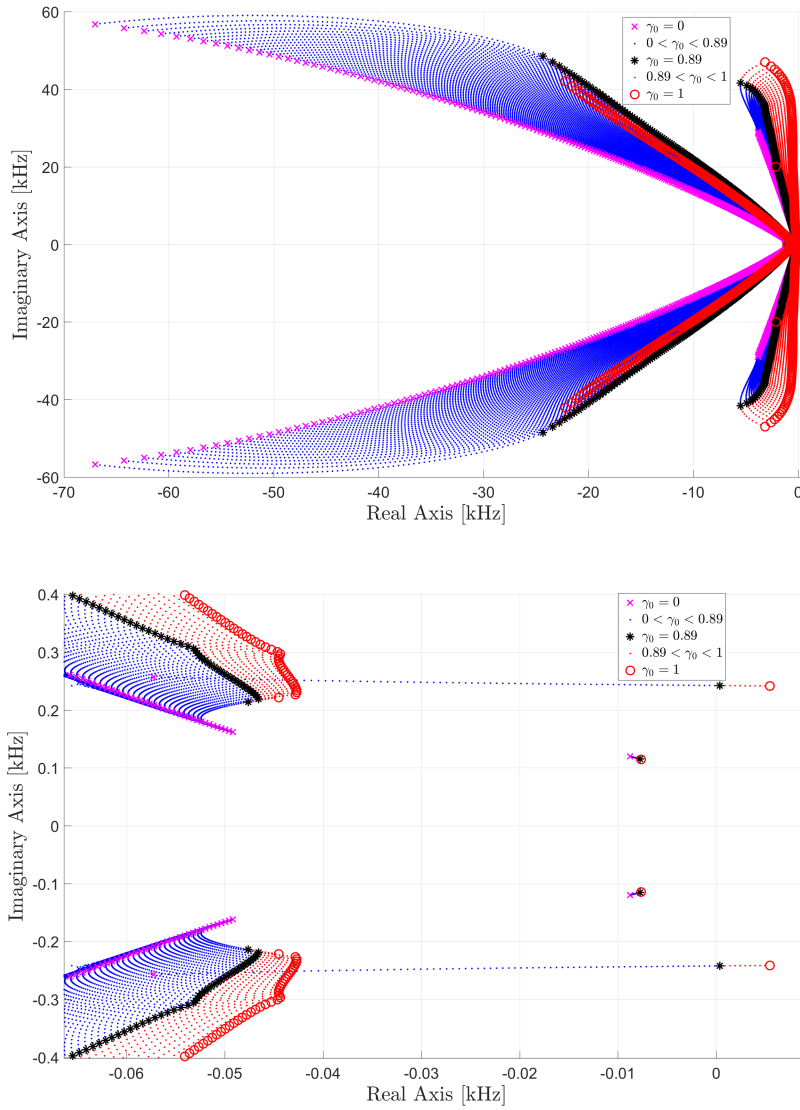 60
40
20
0
-20
-40
-60
Imaginary Axis [kHz]
-70 -60 -50 -40 -30 -20 -10 0
Real Axis [kHz]
γ₀ = 0
0 < γ₀ < 0.89
γ₀ = 0.89
0.89 < γ₀ < 1
γ₀ = 1
0.4
0.3
0.2
0.1
0
-0.1
-0.2
-0.3
-0.4
Imaginary Axis [kHz]
-0.06 -0.05 -0.04 -0.03 -0.02 -0.01 0
Real Axis [kHz]
γ₀ = 0
0 < γ₀ < 0.89
γ₀ = 0.89
0.89 < γ₀ < 1
γ₀ = 1